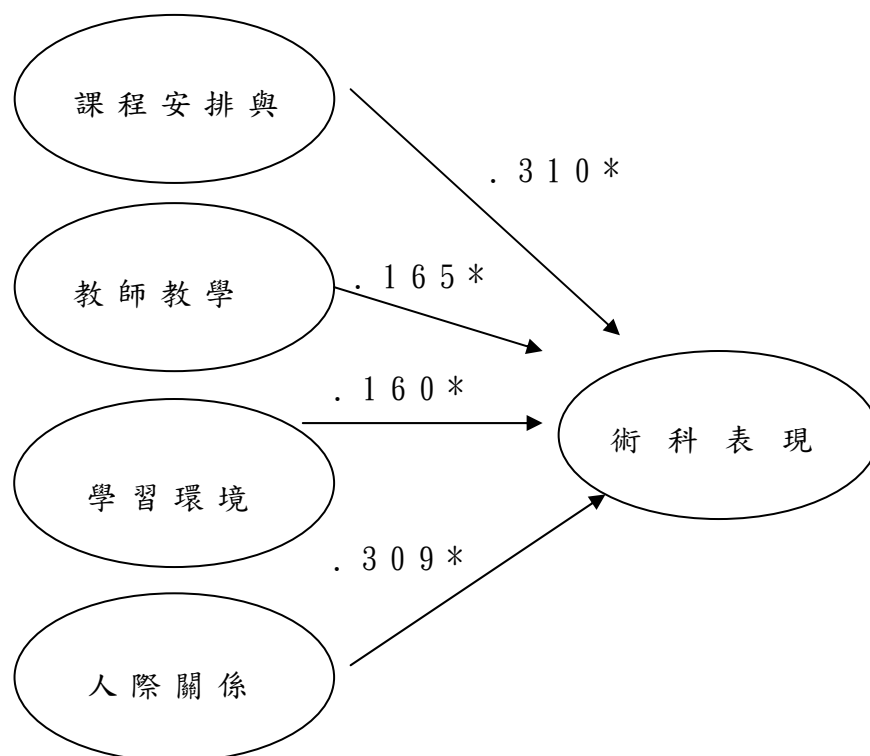 課程安排與
.310*
.165*
教師教學
.160*
術科表現
學習環境
.309*
人際關係